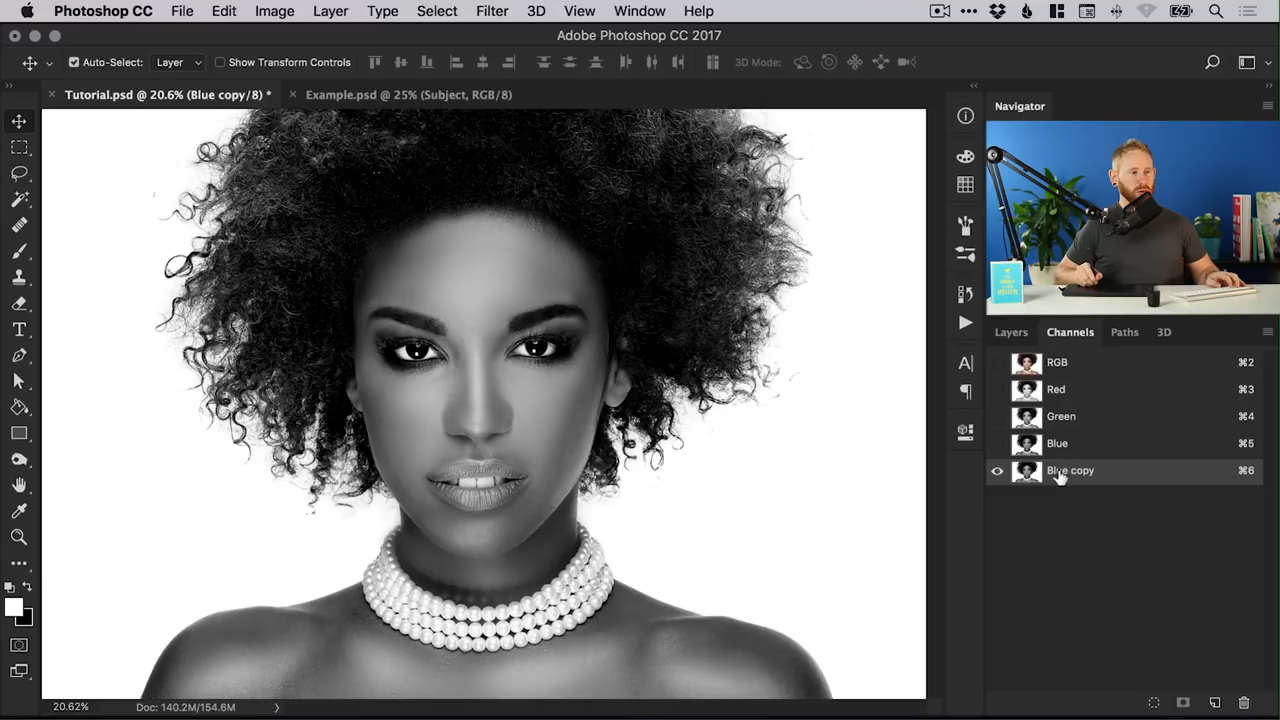 Photoshop CC File Edit Image Layer Type Select Filter 3D View Window Help
Adobe Photoshop CC 2017
Auto-Select: Layer Show Transform Controls 3D Mode:
Tutorial.psd @ 20.6% (Blue copy/8) * Example.psd @ 25% (Subject, RGB/8)
Navigator
Layers Channels Paths 3D
RGB ⌘2
Red ⌘3
Green ⌘4
Blue ⌘5
Blue copy ⌘6
20.62% Doc: 140.2M/154.6M